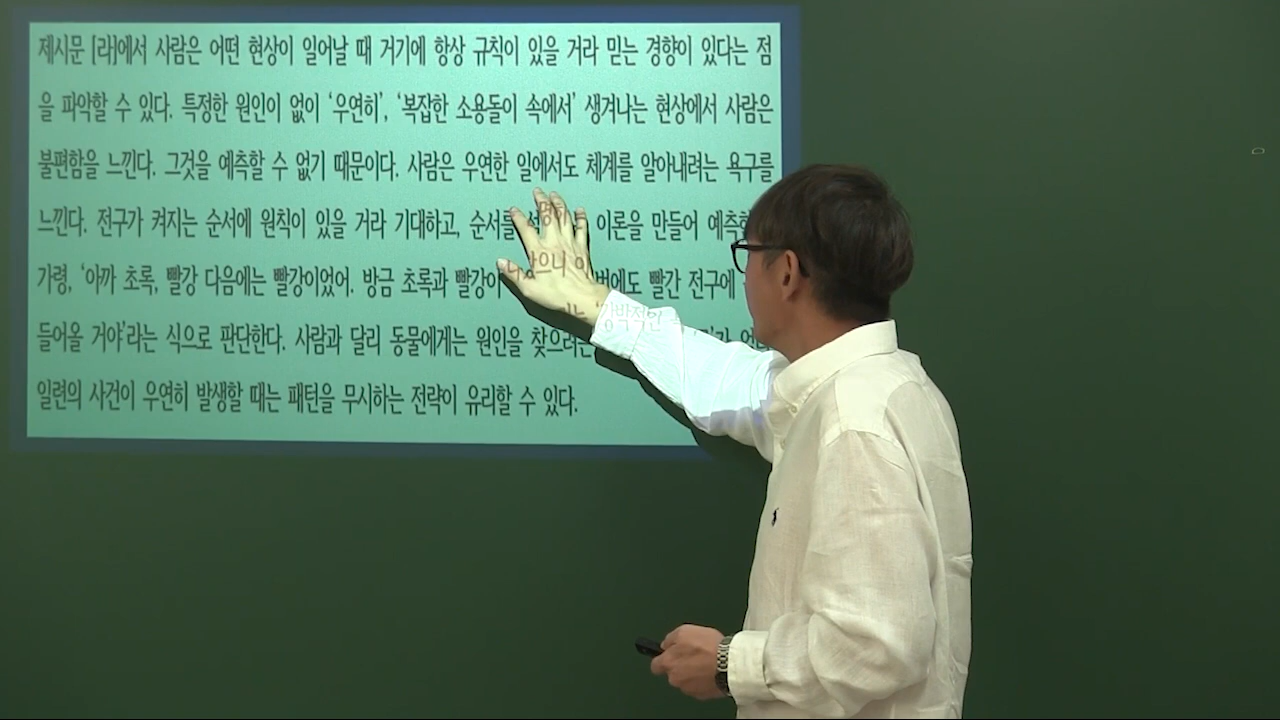 제시문 [라]에서 사람은 어떤 현상이 일어날 때 거기에 항상 규칙이 있을 거라 믿는 경향이 있다는 점
을 파악할 수 있다. 특정한 원인이 없이 ‘우연히’, ‘복잡한 소용돌이 속에서’ 생겨나는 현상에서 사람은
불편함을 느낀다. 그것을 예측할 수 없기 때문이다. 사람은 우연한 일에서도 체계를 알아내려는 욕구를
느낀다. 전구가 켜지는 순서에 원칙이 있을 거라 기대하고, 순서를 이론을 만들어
가령, ‘아까 초록, 빨강 다음에는 빨강이었어. 방금 초록과 빨강이 빨간 전구에
들어올 거야’라는 식으로 판단한다. 사람과 달리 동물에게는 원인을 찾으려는 ‘강박적인
일련의 사건이 우연히 발생할 때는 패턴을 무시하는 전략이 유리할 수 있다.